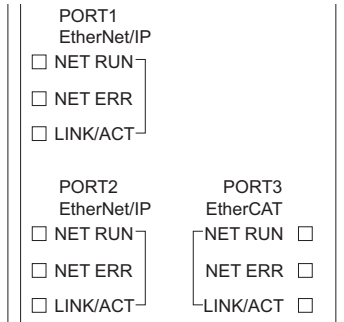 PORT1
EtherNet/IP
NET RUN
NET ERR
LINK/ACT
PORT2
EtherNet/IP
NET RUN
NET ERR
LINK/ACT
PORT3
EtherCAT
NET RUN
NET ERR
LINK/ACT